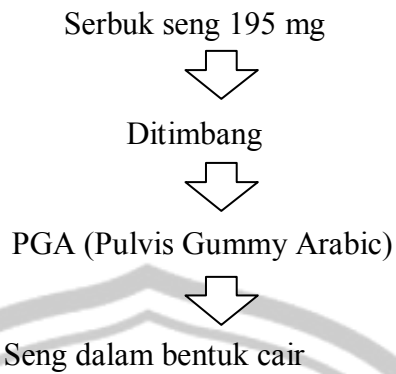 Serbuk seng 195 mg
Ditimbang
PGA (Pulvis Gummy Arabic)
Seng dalam bentuk cair